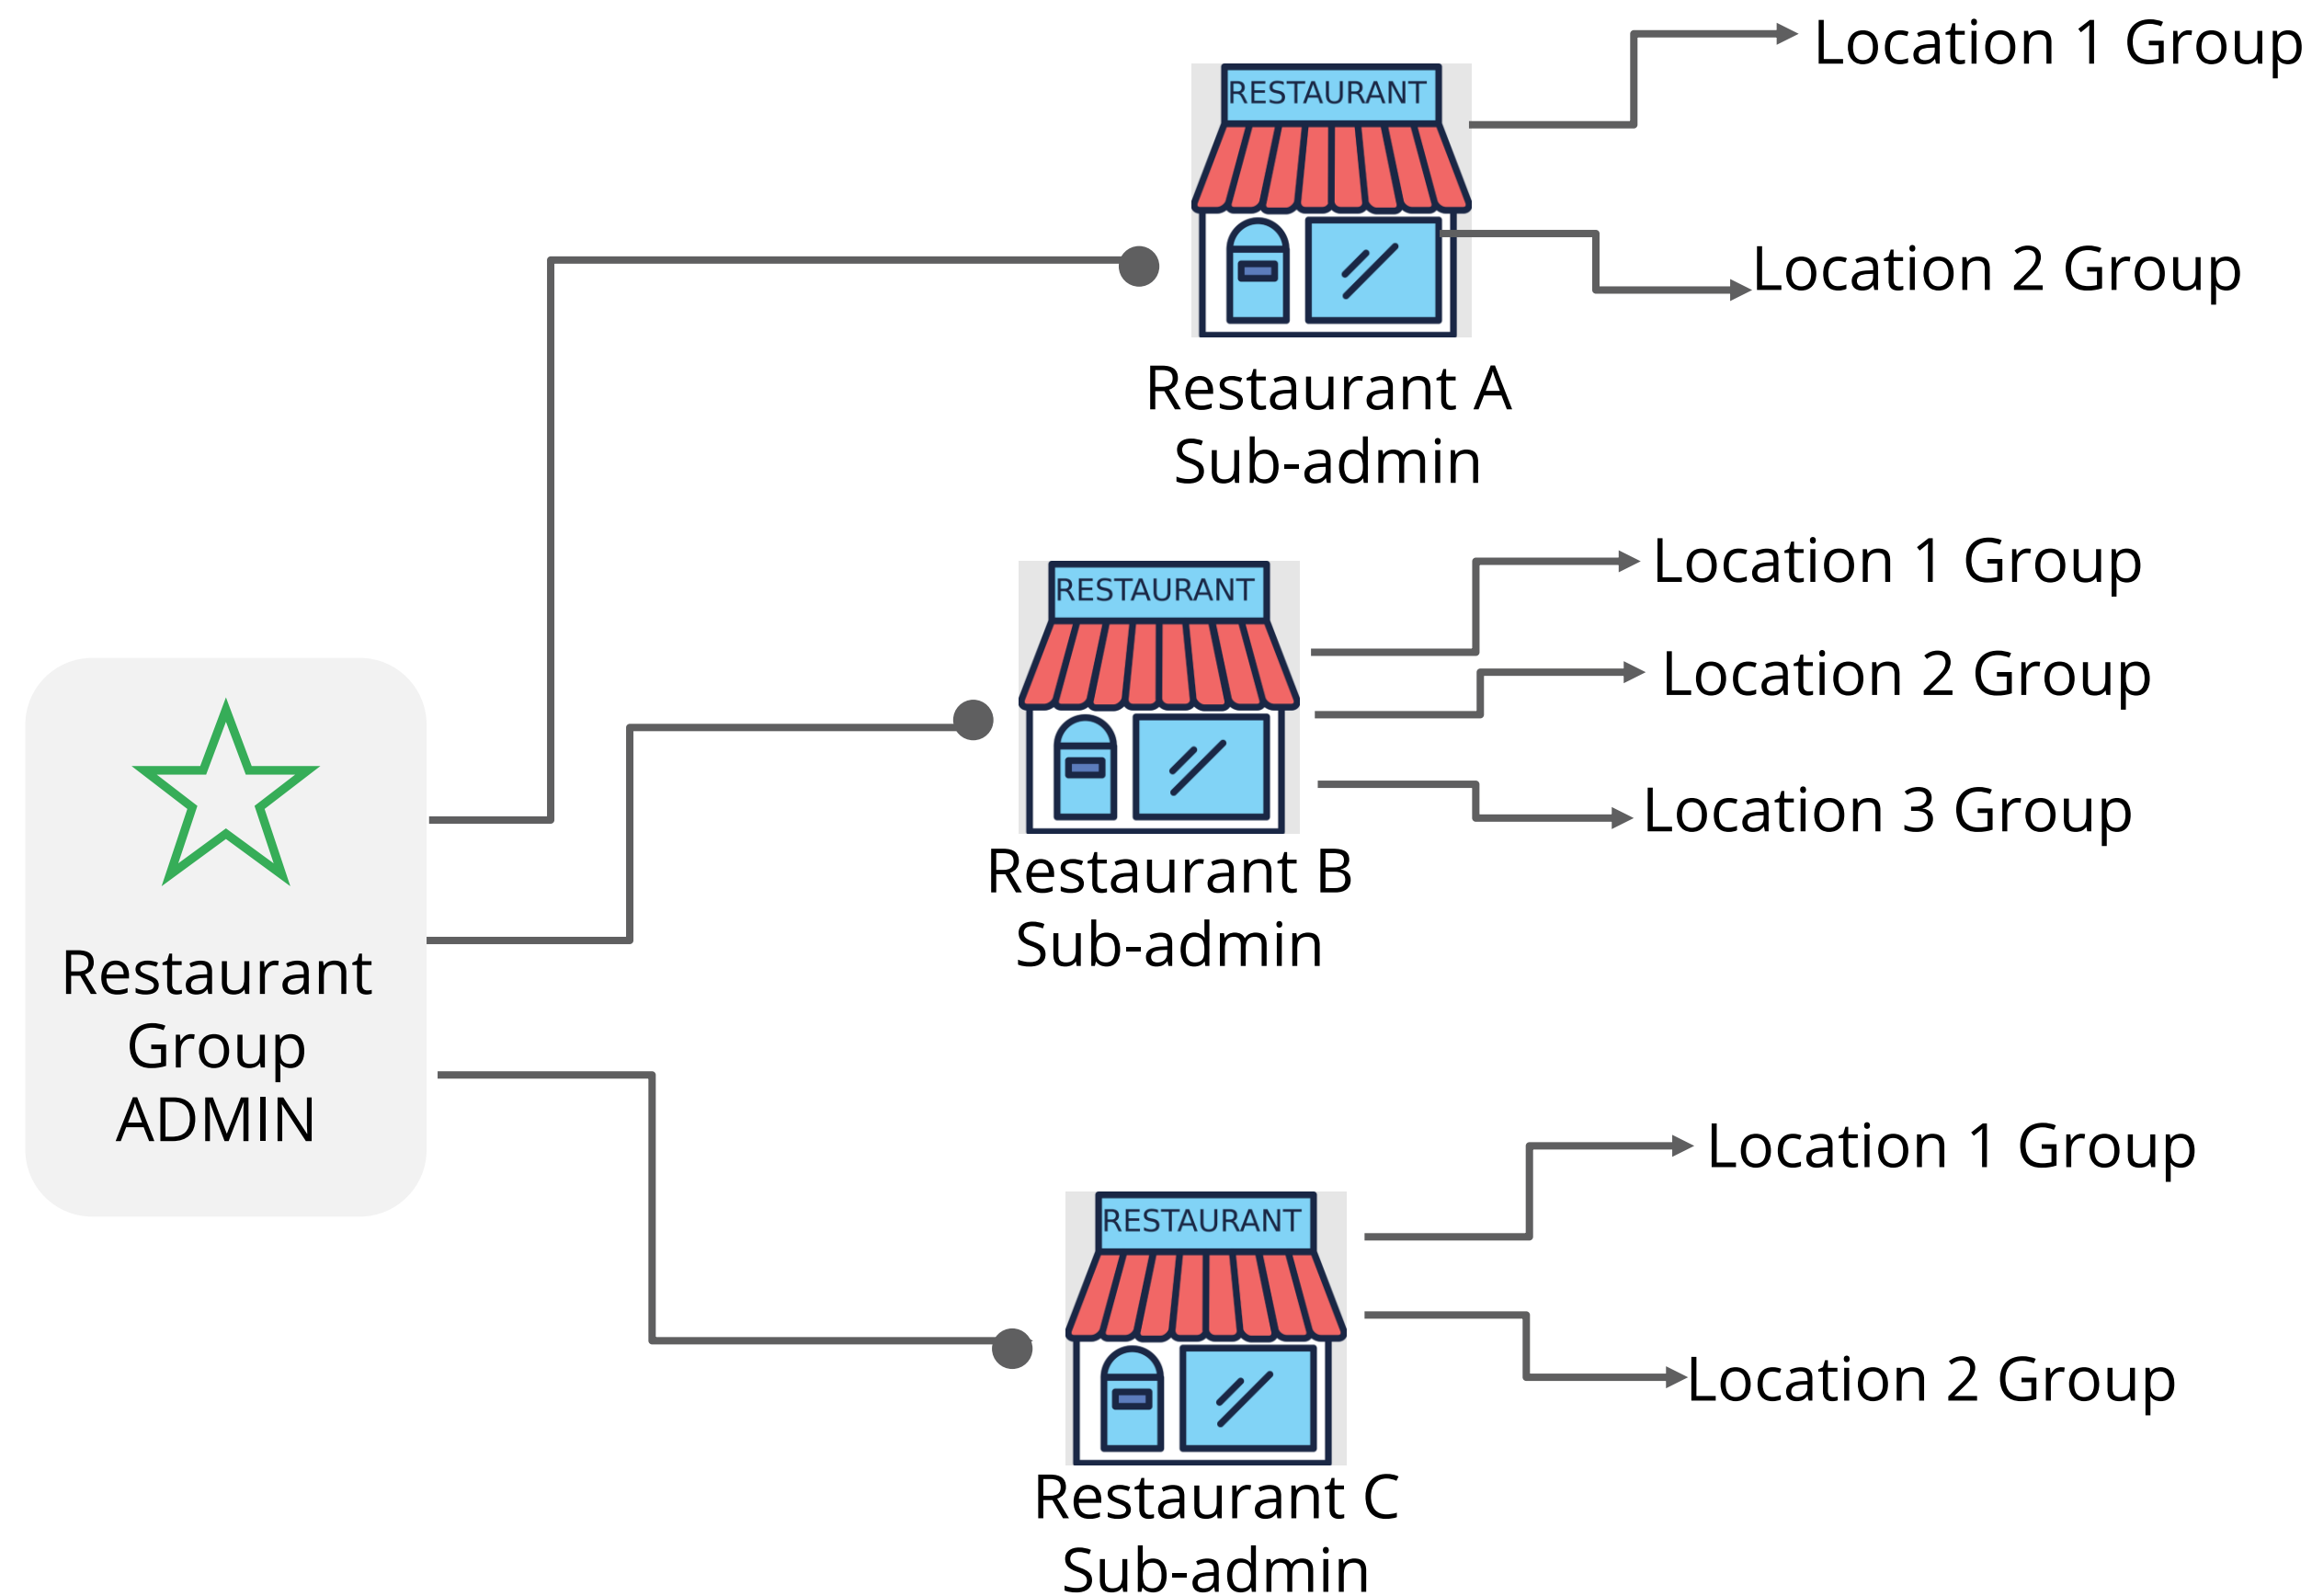 Location 1 Group
RESTAURANT
Location 2 Group
Restaurant A
Sub-admin
Location 1 Group
RESTAURANT
Location 2 Group
Location 3 Group
Restaurant B
Sub-admin
Restaurant
Group
ADMIN
Location 1 Group
RESTAURANT
Location 2 Group
Restaurant C
Sub-admin